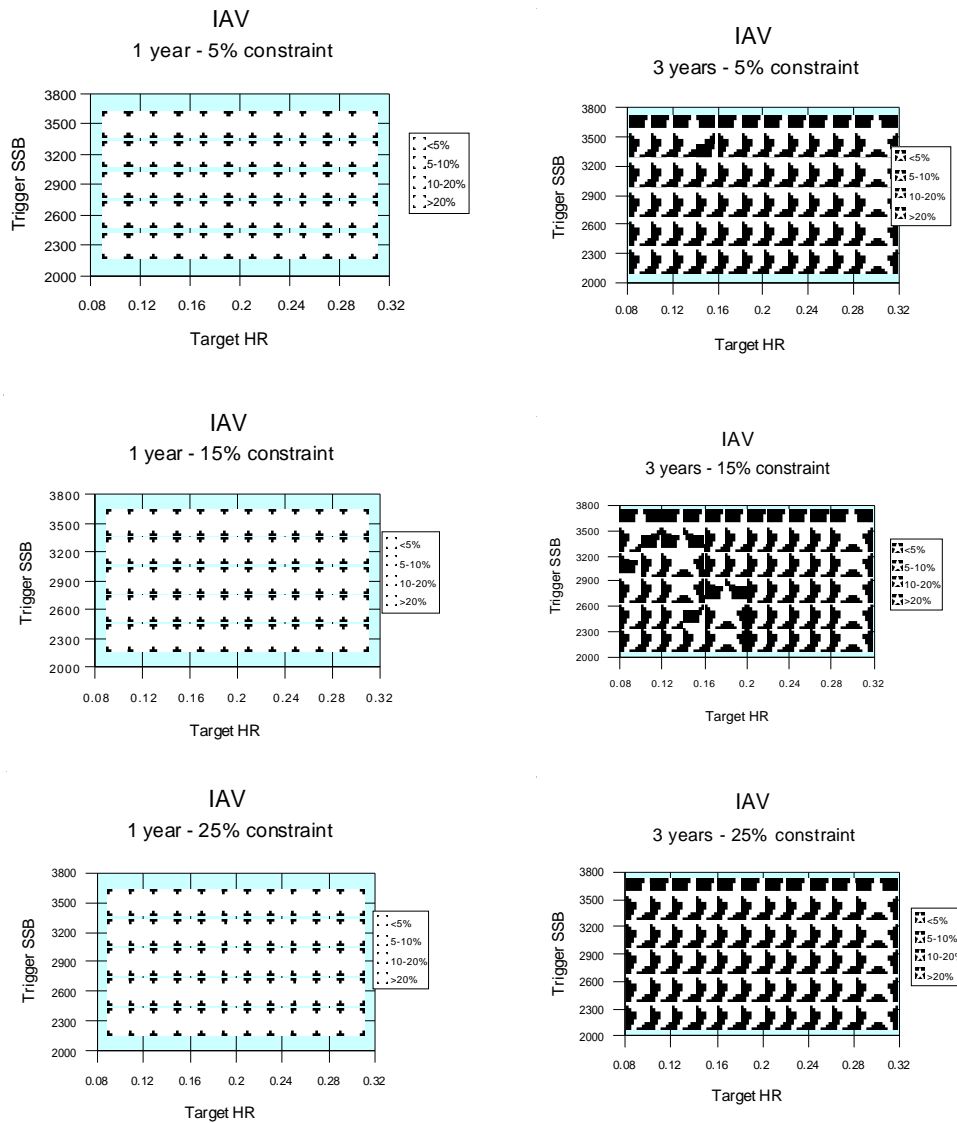 IAV
1 year - 5% constraint
3800
3500
3200
2900
2600
2300
2000
Trigger SSB
0.08 0.12 0.16 0.2 0.24 0.28 0.32
Target HR
<5%
5-10%
10-20%
>20%
IAV
3 years - 5% constraint
3800
3500
3200
2900
2600
2300
2000
Trigger SSB
0.08 0.12 0.16 0.2 0.24 0.28 0.32
Target HR
<5%
5-10%
10-20%
>20%
IAV
1 year - 15% constraint
3800
3500
3200
2900
2600
2300
2000
Trigger SSB
0.08 0.12 0.16 0.2 0.24 0.28 0.32
Target HR
<5%
5-10%
10-20%
>20%
IAV
3 years - 15% constraint
3800
3500
3200
2900
2600
2300
2000
Trigger SSB
0.08 0.12 0.16 0.2 0.24 0.28 0.32
Target HR
<5%
5-10%
10-20%
>20%
IAV
1 year - 25% constraint
3800
3500
3200
2900
2600
2300
2000
Trigger SSB
0.08 0.12 0.16 0.2 0.24 0.28 0.32
Target HR
<5%
5-10%
10-20%
>20%
IAV
3 years - 25% constraint
3800
3500
3200
2900
2600
2300
2000
Trigger SSB
0.08 0.12 0.16 0.2 0.24 0.28 0.32
Target HR
<5%
5-10%
10-20%
>20%